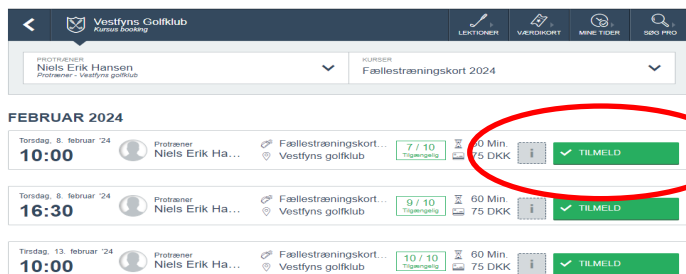 Vestfyns Golfklub
Kursus booking
LEKTIONER
VÆRDIKORT
MINE TIDER
SØG PRO
PROTRÆNER
Niels Erik Hansen
Protræner - Vestfyns golfklub
KURSER
Fællestræningskort 2024
FEBRUAR 2024
Torsdag, 8. februar '24
10:00
Protræner
Niels Erik Ha...
Fællestræningskort...
Vestfyns golfklub
7 / 10
Tilgængelig
60 Min.
75 DKK
i
TILMELD
Torsdag, 8. februar '24
16:30
Protræner
Niels Erik Ha...
Fællestræningskort...
Vestfyns golfklub
9 / 10
Tilgængelig
60 Min.
75 DKK
i
TILMELD
Tirsdag, 13. februar '24
10:00
Protræner
Niels Erik Ha...
Fællestræningskort...
Vestfyns golfklub
10 / 10
Tilgængelig
60 Min.
75 DKK
i
TILMELD